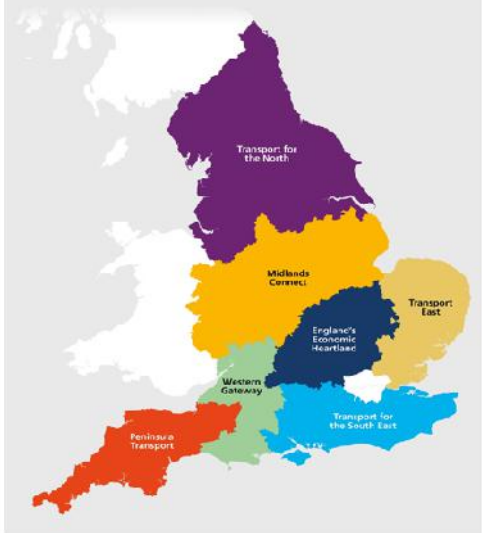 Transport for
the North
Midlands
Connect
Transport
East
England's
Economic
Heartland
Western
Gateway
Transport for
the South East
Peninsula
Transport